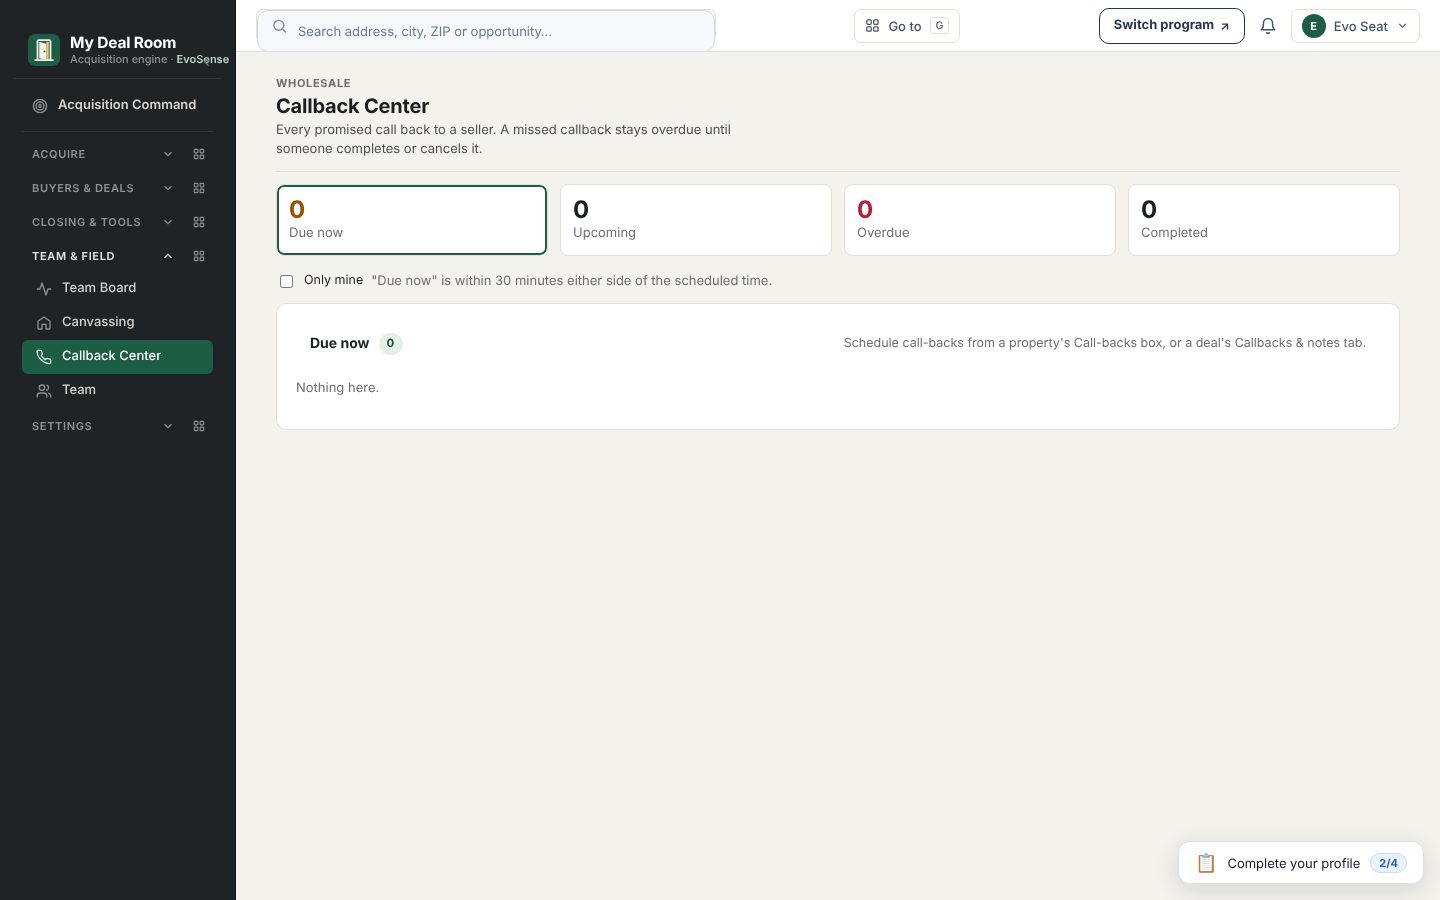 My Deal Room
Acquisition engine · EvoSense
Acquisition Command
ACQUIRE
BUYERS & DEALS
CLOSING & TOOLS
TEAM & FIELD
Team Board
Canvassing
Callback Center
Team
SETTINGS
Search address, city, ZIP or opportunity...
Go to G
Switch program
E Evo Seat
WHOLESALE
Callback Center
Every promised call back to a seller. A missed callback stays overdue until
someone completes or cancels it.
0
Due now
0
Upcoming
0
Overdue
0
Completed
Only mine "Due now" is within 30 minutes either side of the scheduled time.
Due now 0
Schedule call-backs from a property's Call-backs box, or a deal's Callbacks & notes tab.
Nothing here.
Complete your profile 2/4